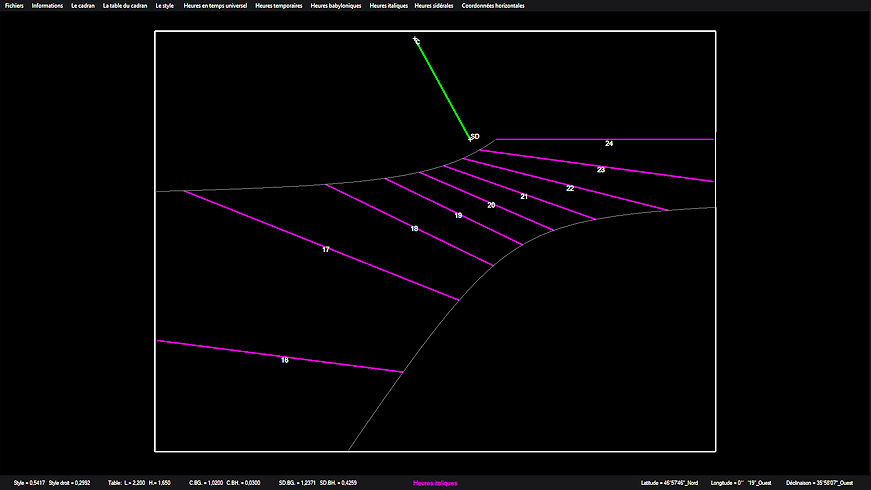 Fichiers Informations Le cadran La table du cadran Le style Heures en temps universel Heures temporaires Heures babyloniques Heures italiques Heures sidérales Coordonnées horizontales
C
SD
24
23
22
21
20
19
18
17
16
Style = 0,5417 Style droit = 0,2992 Table: L = 2,200 H = 1,650 C.BG. = 1,0200 C.BH. = 0,0300 SD.BG. = 1,2371 SD.BH. = 0,4259 Heures italiques Latitude = 46°57'46"_Nord Longitude = 0° '19"_Ouest Déclinaison = 35°58'07"_Ouest